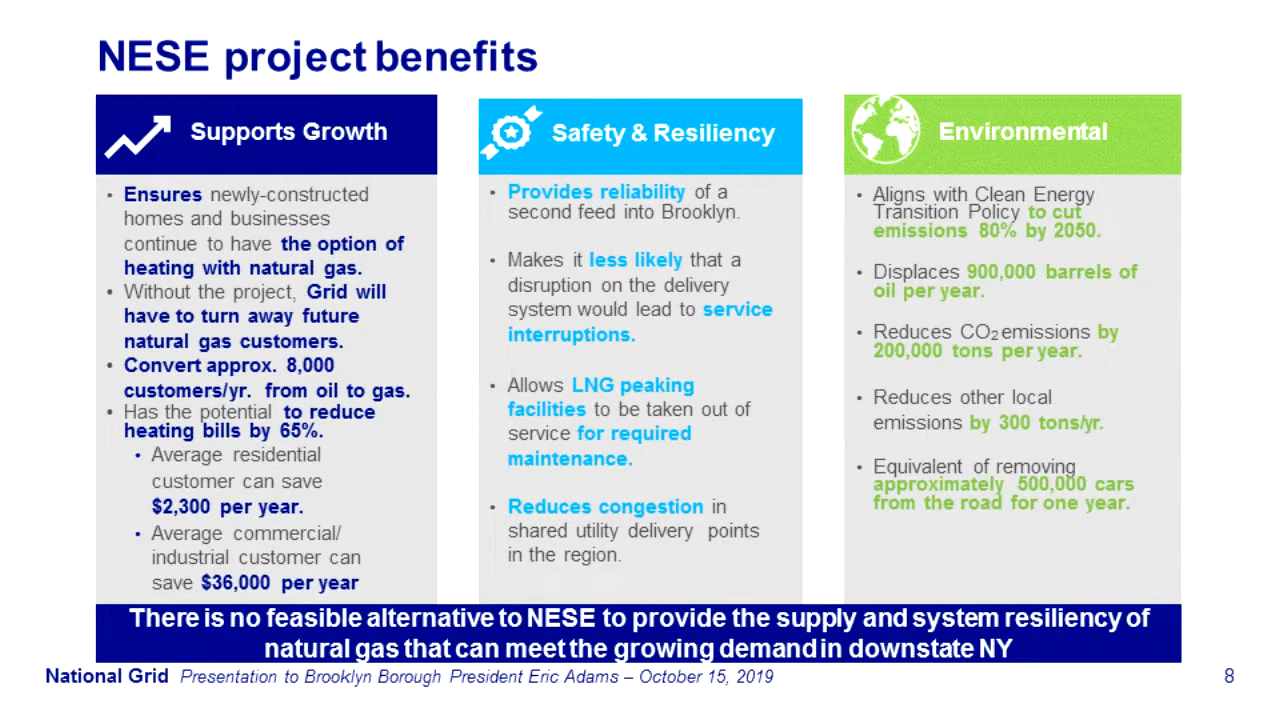 NESE project benefits
Supports Growth
• Ensures newly-constructed
homes and businesses
continue to have the option of
heating with natural gas.
• Without the project, Grid will
have to turn away future
natural gas customers.
• Convert approx. 8,000
customers/yr. from oil to gas.
• Has the potential to reduce
heating bills by 65%.
• Average residential
customer can save
$2,300 per year.
• Average commercial/
industrial customer can
save $36,000 per year
Safety & Resiliency
• Provides reliability of a
second feed into Brooklyn.
• Makes it less likely that a
disruption on the delivery
system would lead to service
interruptions.
• Allows LNG peaking
facilities to be taken out of
service for required
maintenance.
• Reduces congestion in
shared utility delivery points
in the region.
Environmental
• Aligns with Clean Energy
Transition Policy to cut
emissions 80% by 2050.
• Displaces 900,000 barrels of
oil per year.
• Reduces CO₂ emissions by
200,000 tons per year.
• Reduces other local
emissions by 300 tons/yr.
• Equivalent of removing
approximately 500,000 cars
from the road for one year.
There is no feasible alternative to NESE to provide the supply and system resiliency of
natural gas that can meet the growing demand in downstate NY
National Grid Presentation to Brooklyn Borough President Eric Adams – October 15, 2019
8